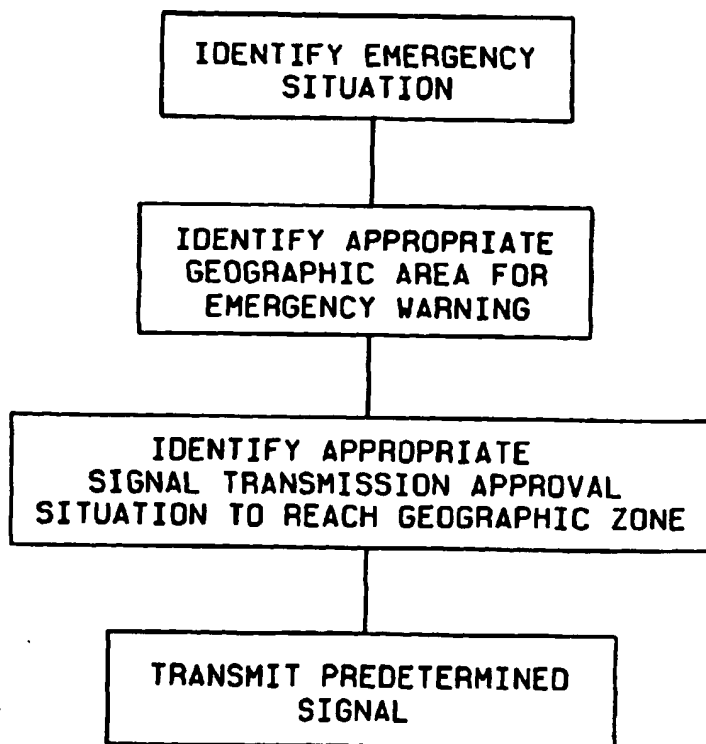 IDENTIFY EMERGENCY
SITUATION
IDENTIFY APPROPRIATE
GEOGRAPHIC AREA FOR
EMERGENCY WARNING
IDENTIFY APPROPRIATE
SIGNAL TRANSMISSION APPROVAL
SITUATION TO REACH GEOGRAPHIC ZONE
TRANSMIT PREDETERMINED
SIGNAL